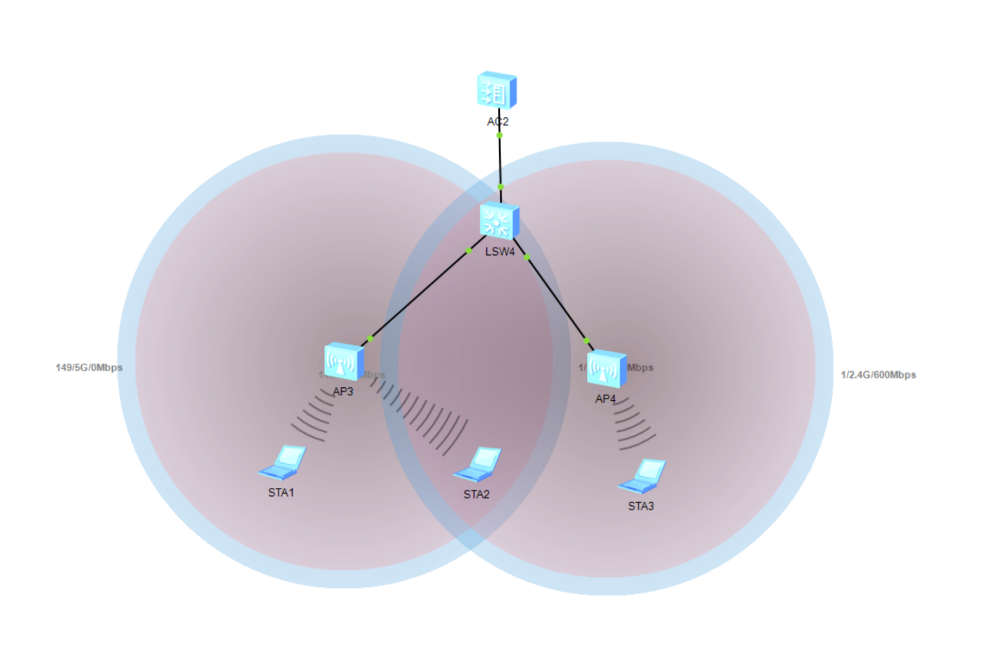 AC2
LSW4
149/5G/0Mbps
Mbps
1/2.4G/600Mbps
AP3
AP4
STA1
STA2
STA3